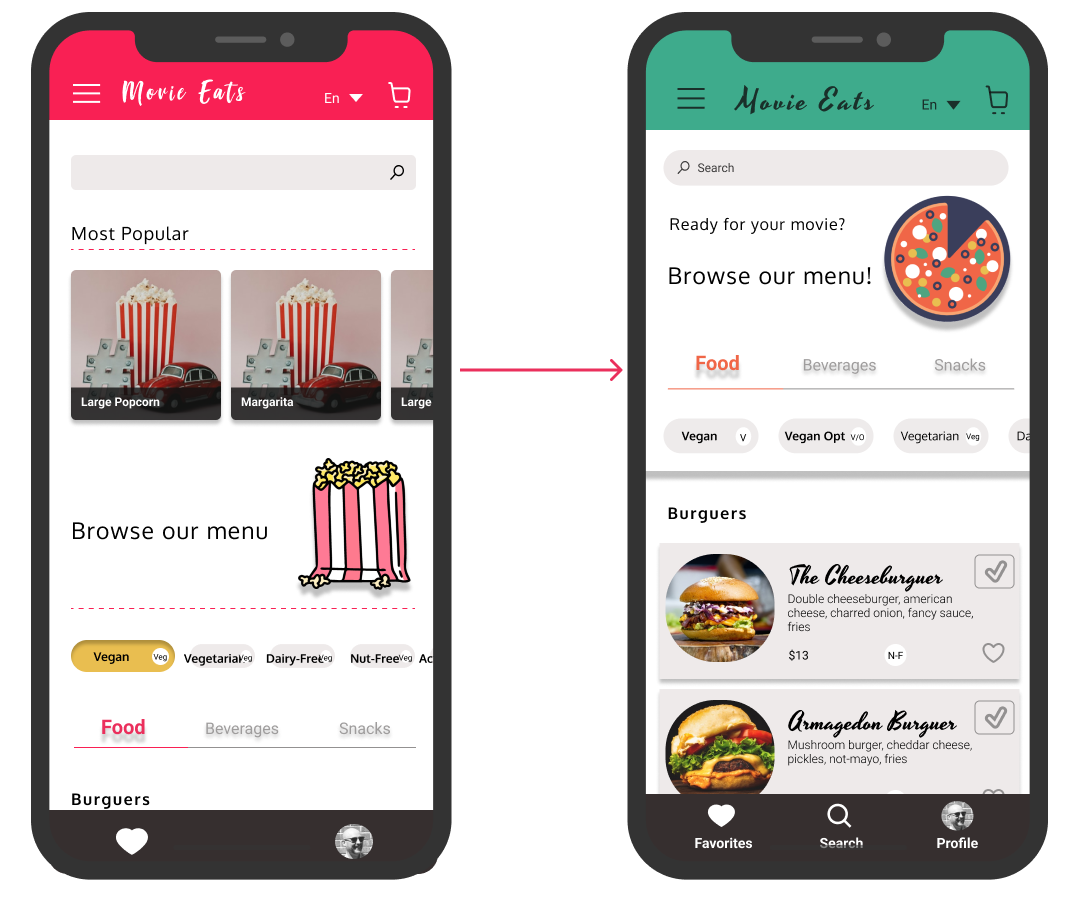 Movie Eats
En
Most Popular
Large Popcorn
Margarita
Large
Browse our menu
Vegan Veg
Vegetarian Veg
Dairy-Free Veg
Nut-Free Veg
Ac
Food
Beverages
Snacks
Burguers
Movie Eats
En
Search
Ready for your movie?
Browse our menu!
Food
Beverages
Snacks
Vegan V
Vegan Opt V/O
Vegetarian Veg
Da
Burguers
The Cheeseburguer
Double cheeseburger, american
cheese, charred onion, fancy sauce,
fries
$13
N-F
Armagedon Burguer
Mushroom burger, cheddar cheese,
pickles, not-mayo, fries
Favorites
Search
Profile